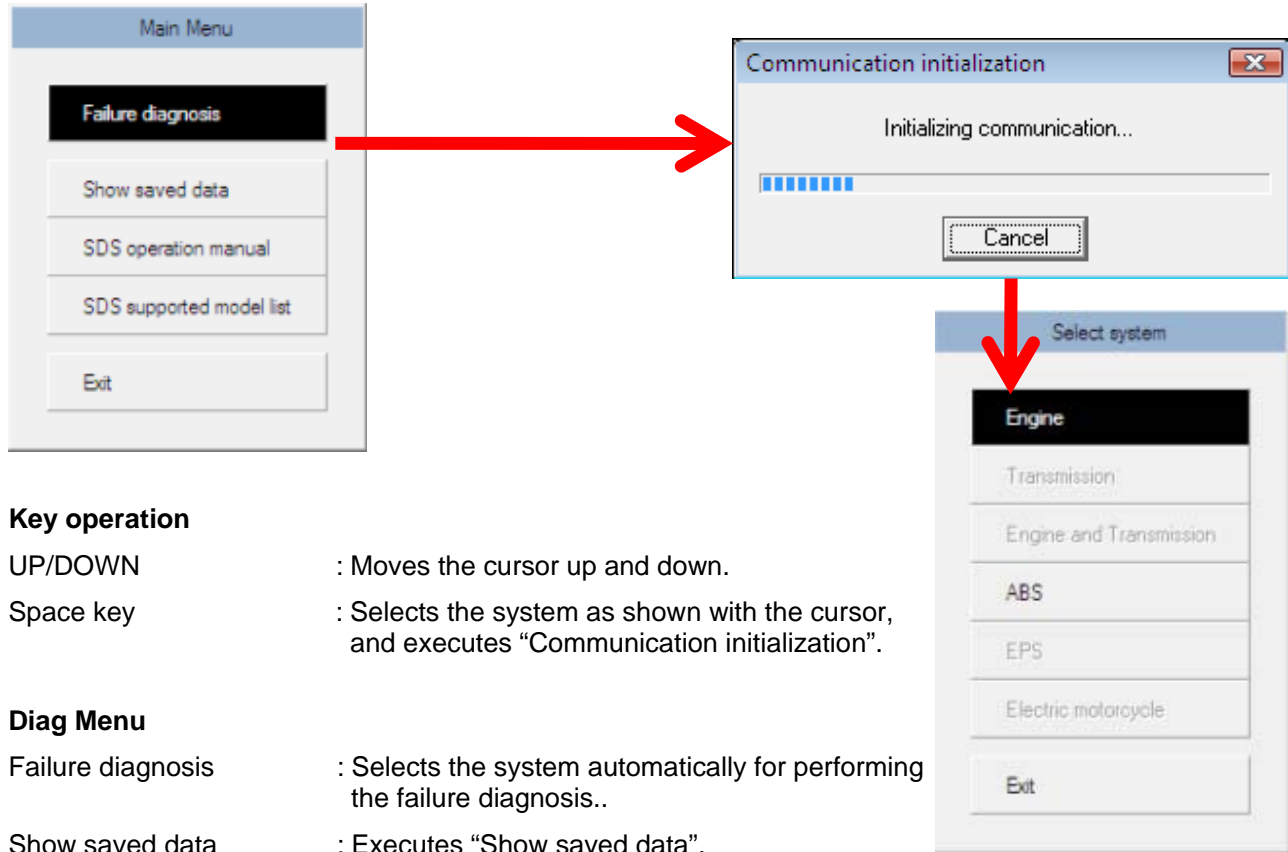 Main Menu
Failure diagnosis
Show saved data
SDS operation manual
SDS supported model list
Exit
Communication initialization
Initializing communication...
Cancel
Select system
Engine
Transmission
Engine and Transmission
ABS
EPS
Electric motorcycle
Exit
Key operation
UP/DOWN : Moves the cursor up and down.
Space key : Selects the system as shown with the cursor,
and executes “Communication initialization”.
Diag Menu
Failure diagnosis : Selects the system automatically for performing
the failure diagnosis..
Show saved data : Executes “Show saved data”.